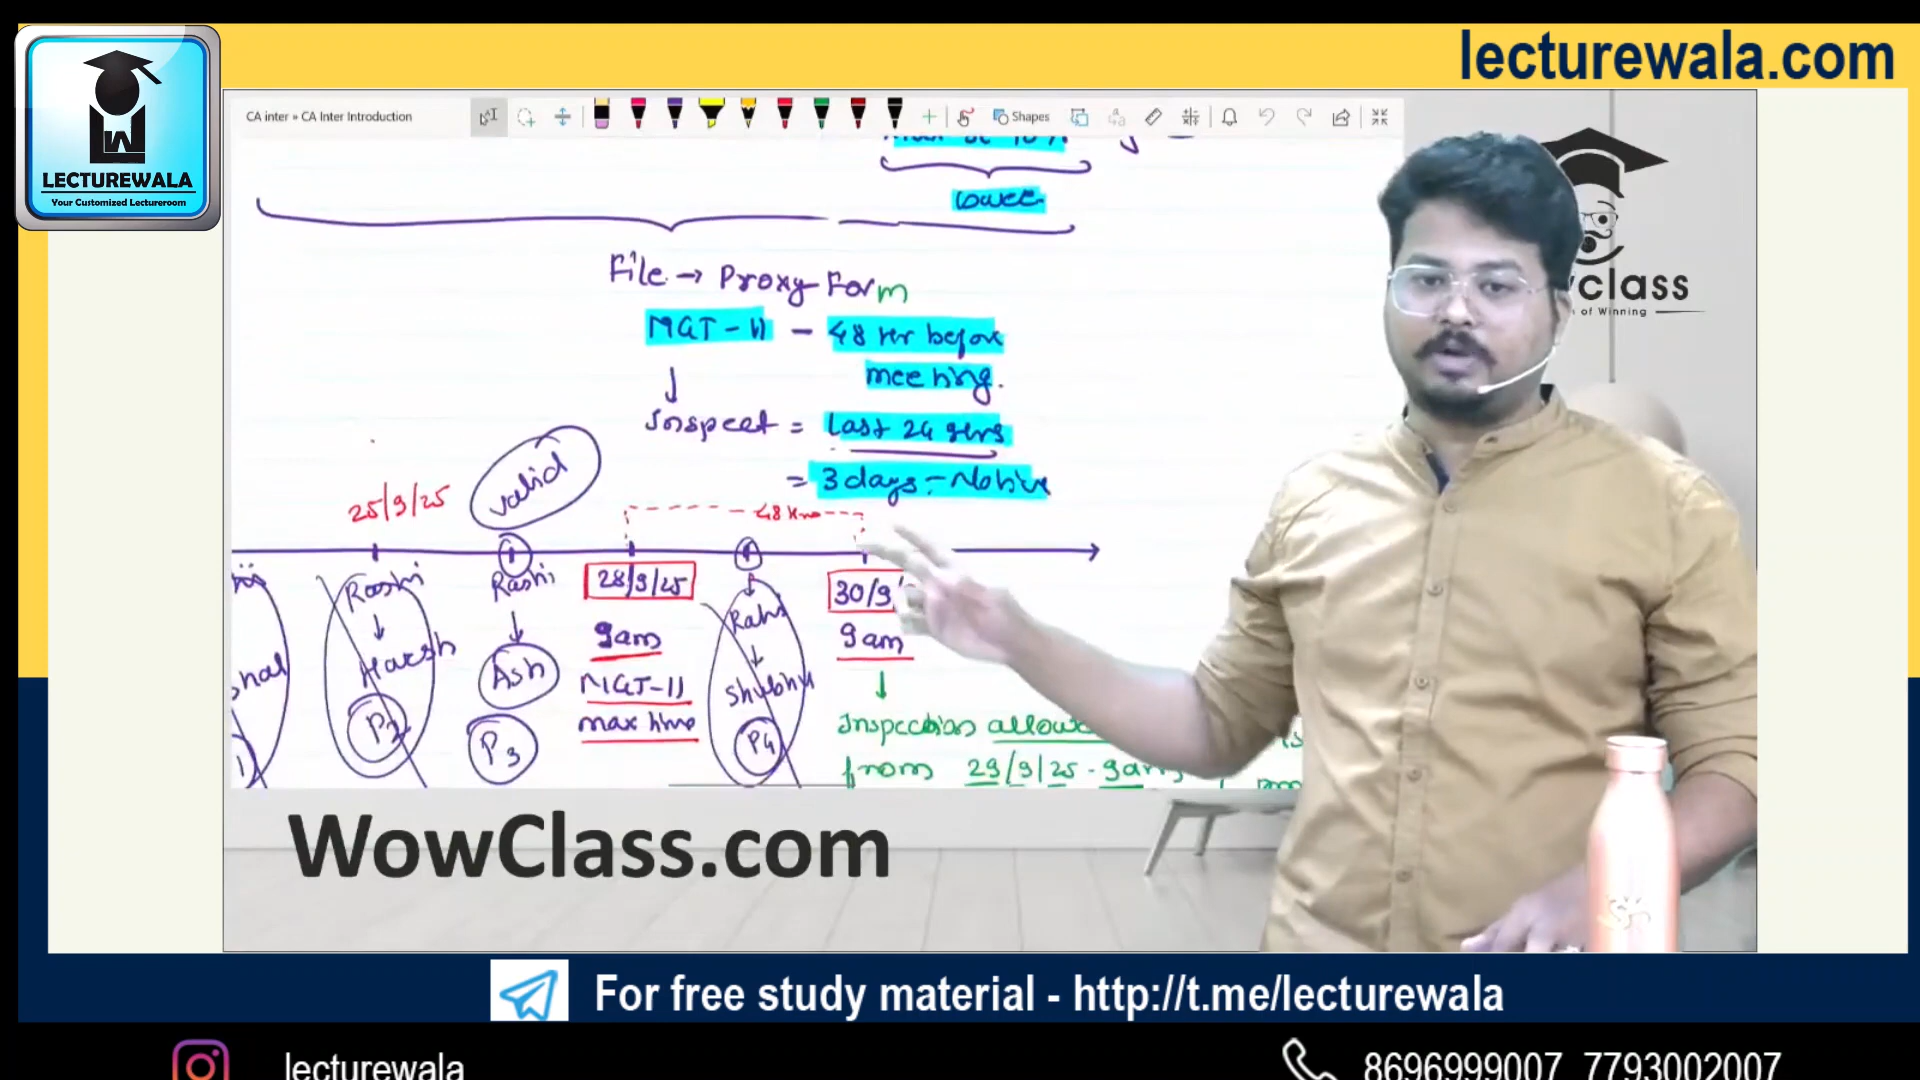 lecturewala.com
LW
LECTUREWALA
Your Customized Lectureroom
CA inter » CA Inter Introduction
Shapes
Lower
File → Proxy Form
MGT-11 - 48 hr before
meeting.
Inspect = Last 24 hrs
= 3 days - Notice
valid
25/9/25
48 hrs
Rashi
Rashi
28/9/25
30/9
Harsh
Ash
9am
9am
MGT-11
max time
Shubhu
P2
P3
P4
Inspection
from 29/9/25 - 9am
class
of Winning
WowClass.com
For free study material - http://t.me/lecturewala
lecturewala
8696999007 7793002007